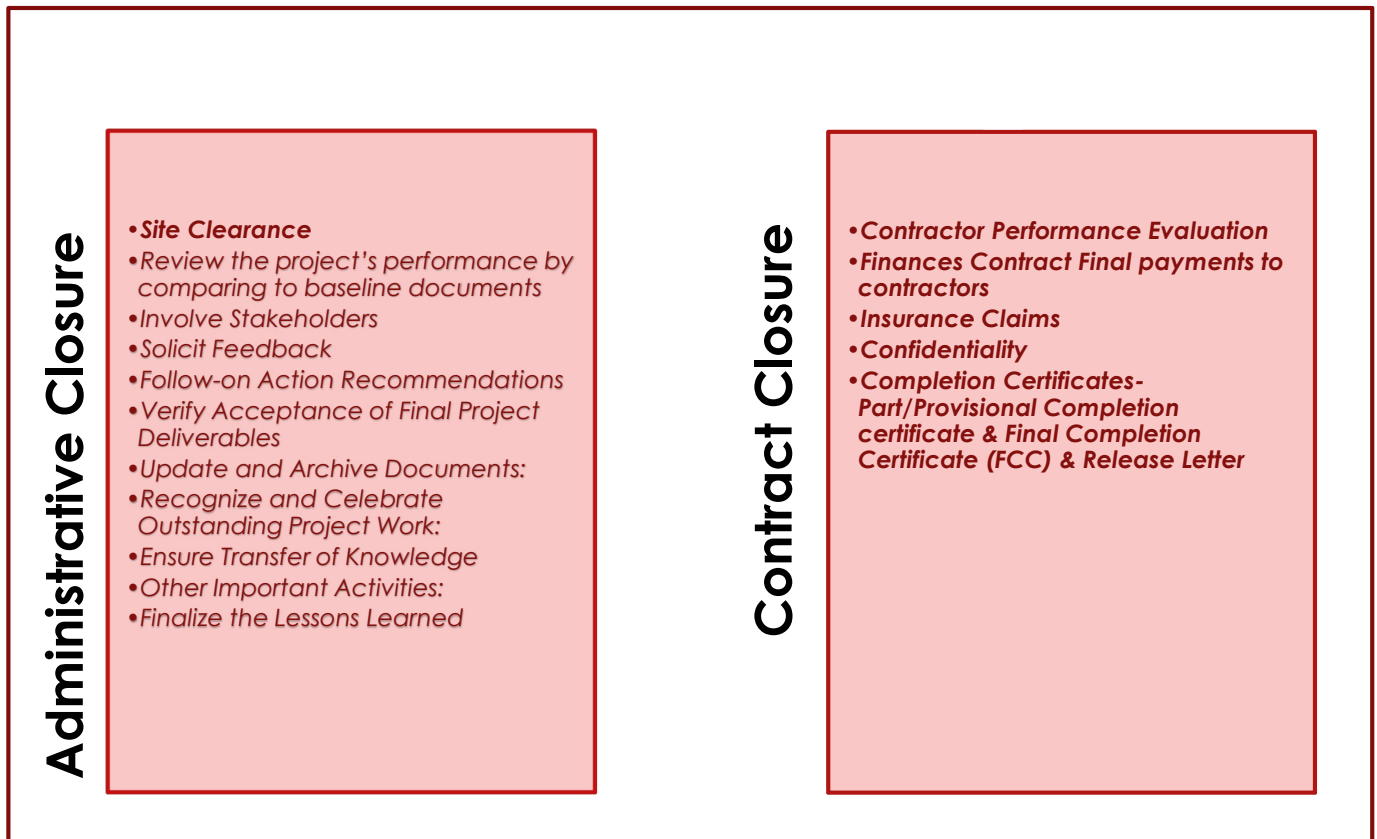 Administrative Closure
•Site Clearance
•Review the project’s performance by
comparing to baseline documents
•Involve Stakeholders
•Solicit Feedback
•Follow-on Action Recommendations
•Verify Acceptance of Final Project
Deliverables
•Update and Archive Documents:
•Recognize and Celebrate
Outstanding Project Work:
•Ensure Transfer of Knowledge
•Other Important Activities:
•Finalize the Lessons Learned
Contract Closure
•Contractor Performance Evaluation
•Finances Contract Final payments to
contractors
•Insurance Claims
•Confidentiality
•Completion Certificates-
Part/Provisional Completion
certificate & Final Completion
Certificate (FCC) & Release Letter